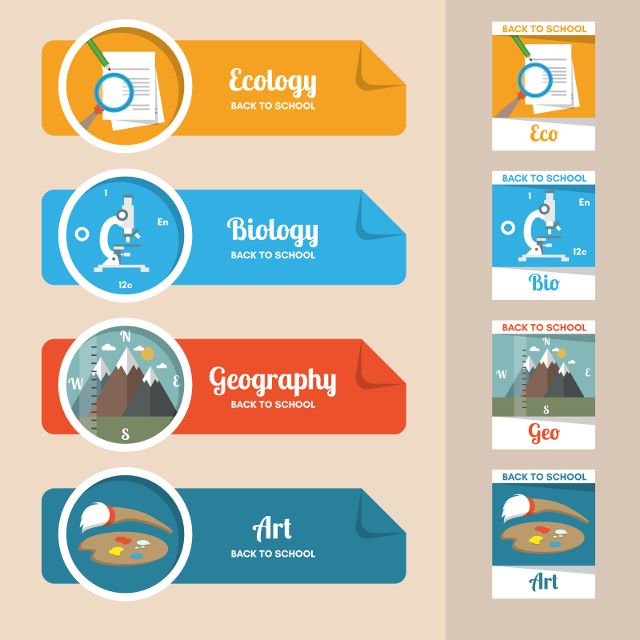 Ecology
BACK TO SCHOOL
1
En
12c
Biology
BACK TO SCHOOL
N
W
E
S
Geography
BACK TO SCHOOL
Art
BACK TO SCHOOL
BACK TO SCHOOL
Eco
BACK TO SCHOOL
1
En
12c
Bio
BACK TO SCHOOL
N
W
E
S
Geo
BACK TO SCHOOL
Art